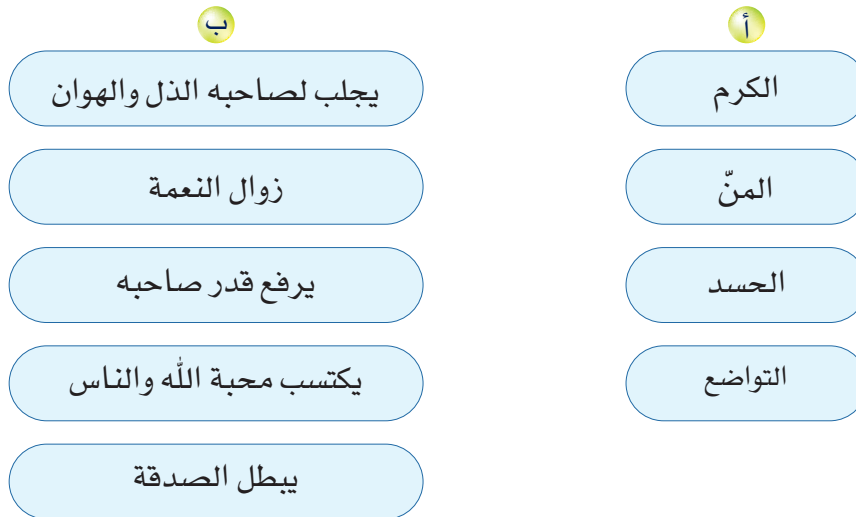 أ
الكرم
المنّ
الحسد
التواضع
ب
يجلب لصاحبه الذل والهوان
زوال النعمة
يرفع قدر صاحبه
يكتسب محبة الله والناس
يبطل الصدقة